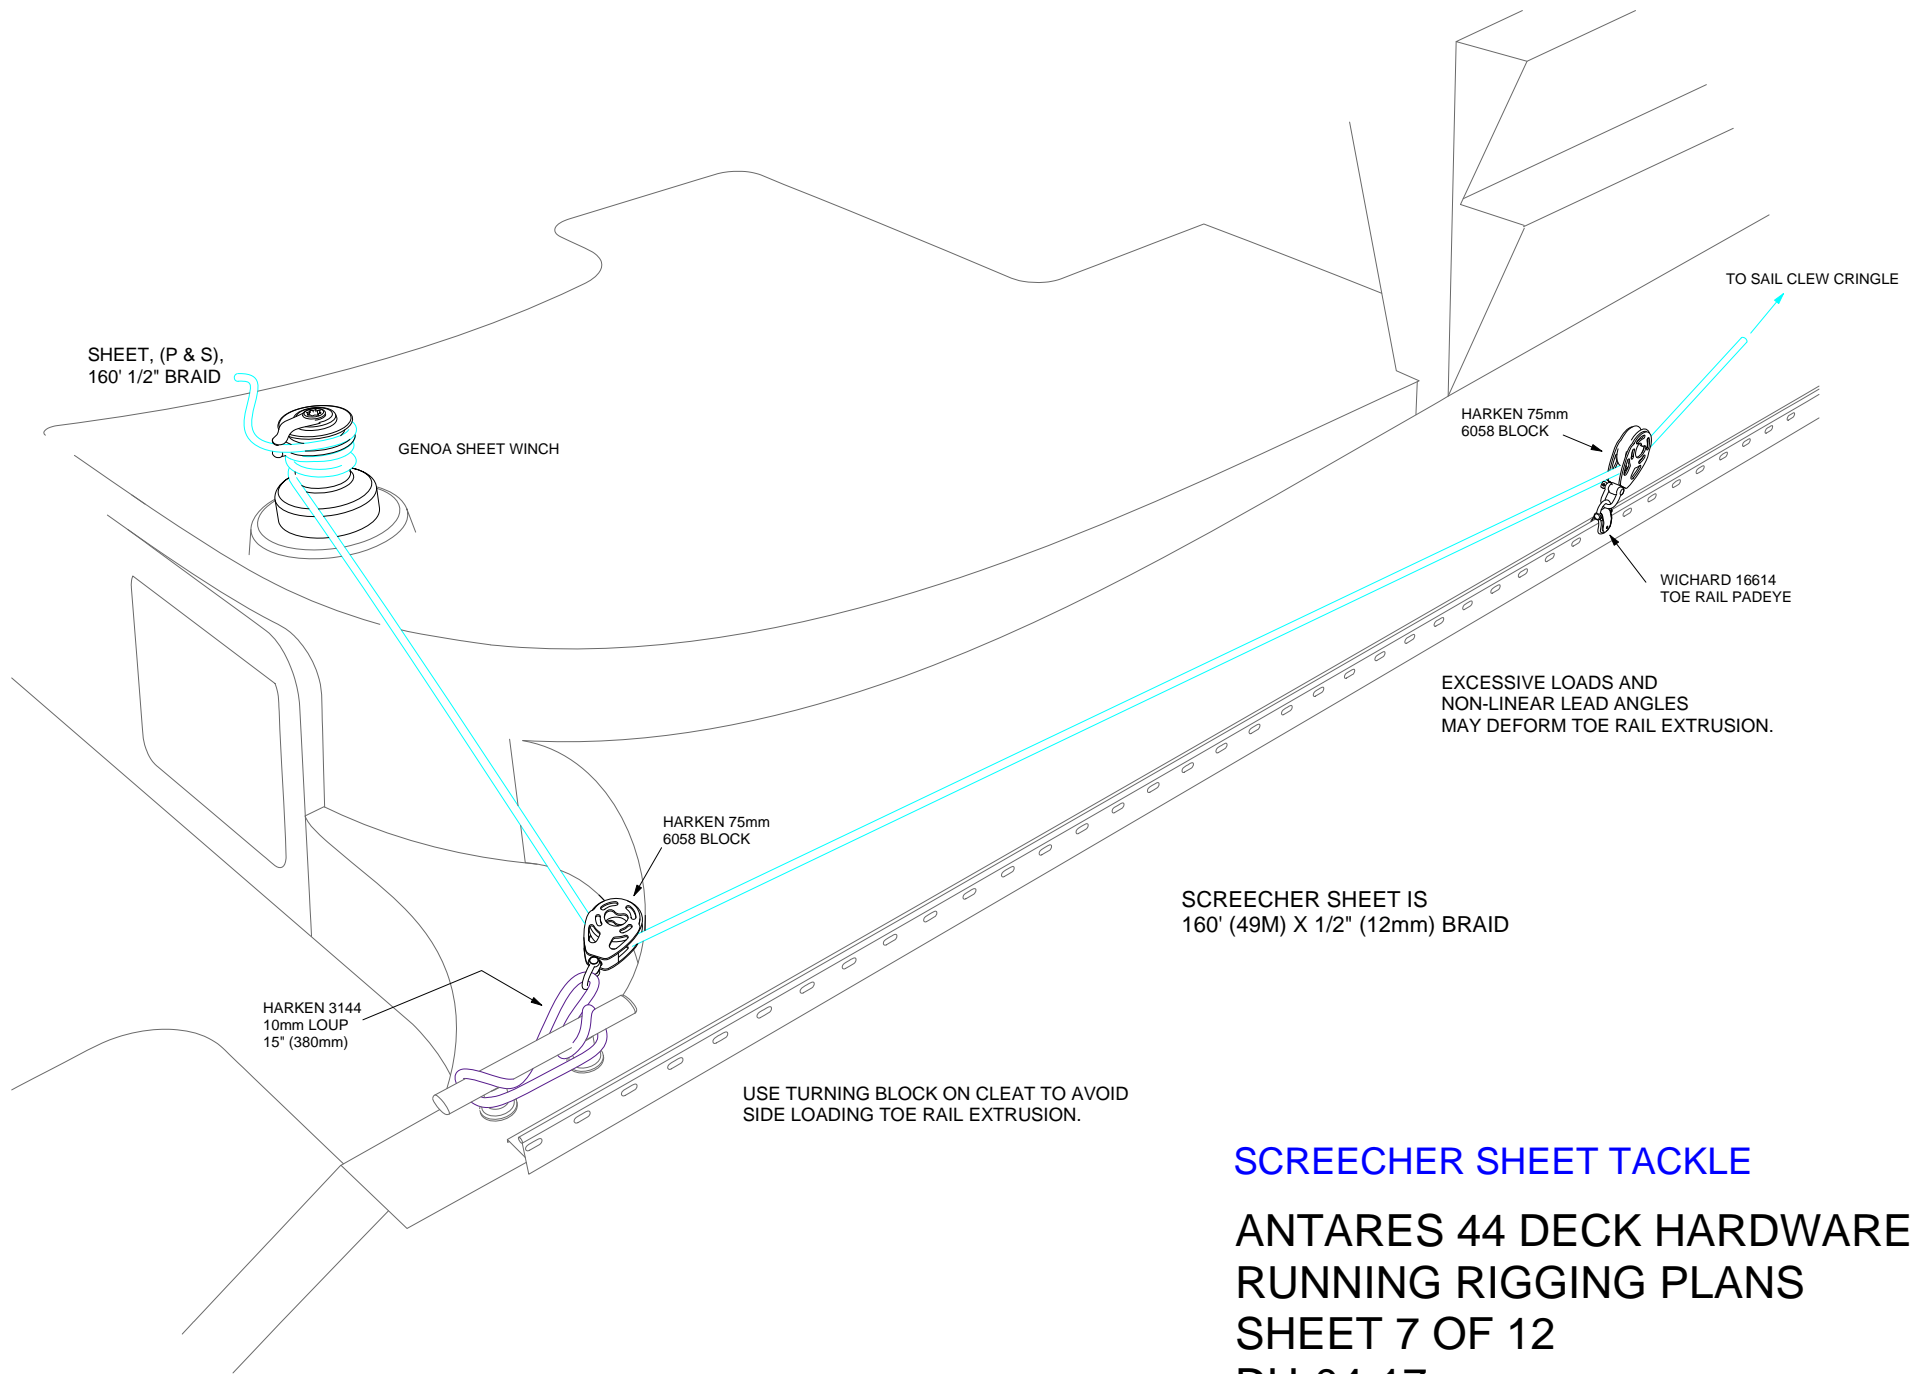 TO SAIL CLEW CRINGLE
SHEET, (P & S),
160' 1/2" BRAID
GENOA SHEET WINCH
HARKEN 75mm
6058 BLOCK
WICHARD 16614
TOE RAIL PADEYE
EXCESSIVE LOADS AND
NON-LINEAR LEAD ANGLES
MAY DEFORM TOE RAIL EXTRUSION.
HARKEN 75mm
6058 BLOCK
SCREECHER SHEET IS
160' (49M) X 1/2" (12mm) BRAID
HARKEN 3144
10mm LOUP
15" (380mm)
USE TURNING BLOCK ON CLEAT TO AVOID
SIDE LOADING TOE RAIL EXTRUSION.
SCREECHER SHEET TACKLE
ANTARES 44 DECK HARDWARE
RUNNING RIGGING PLANS
SHEET 7 OF 12